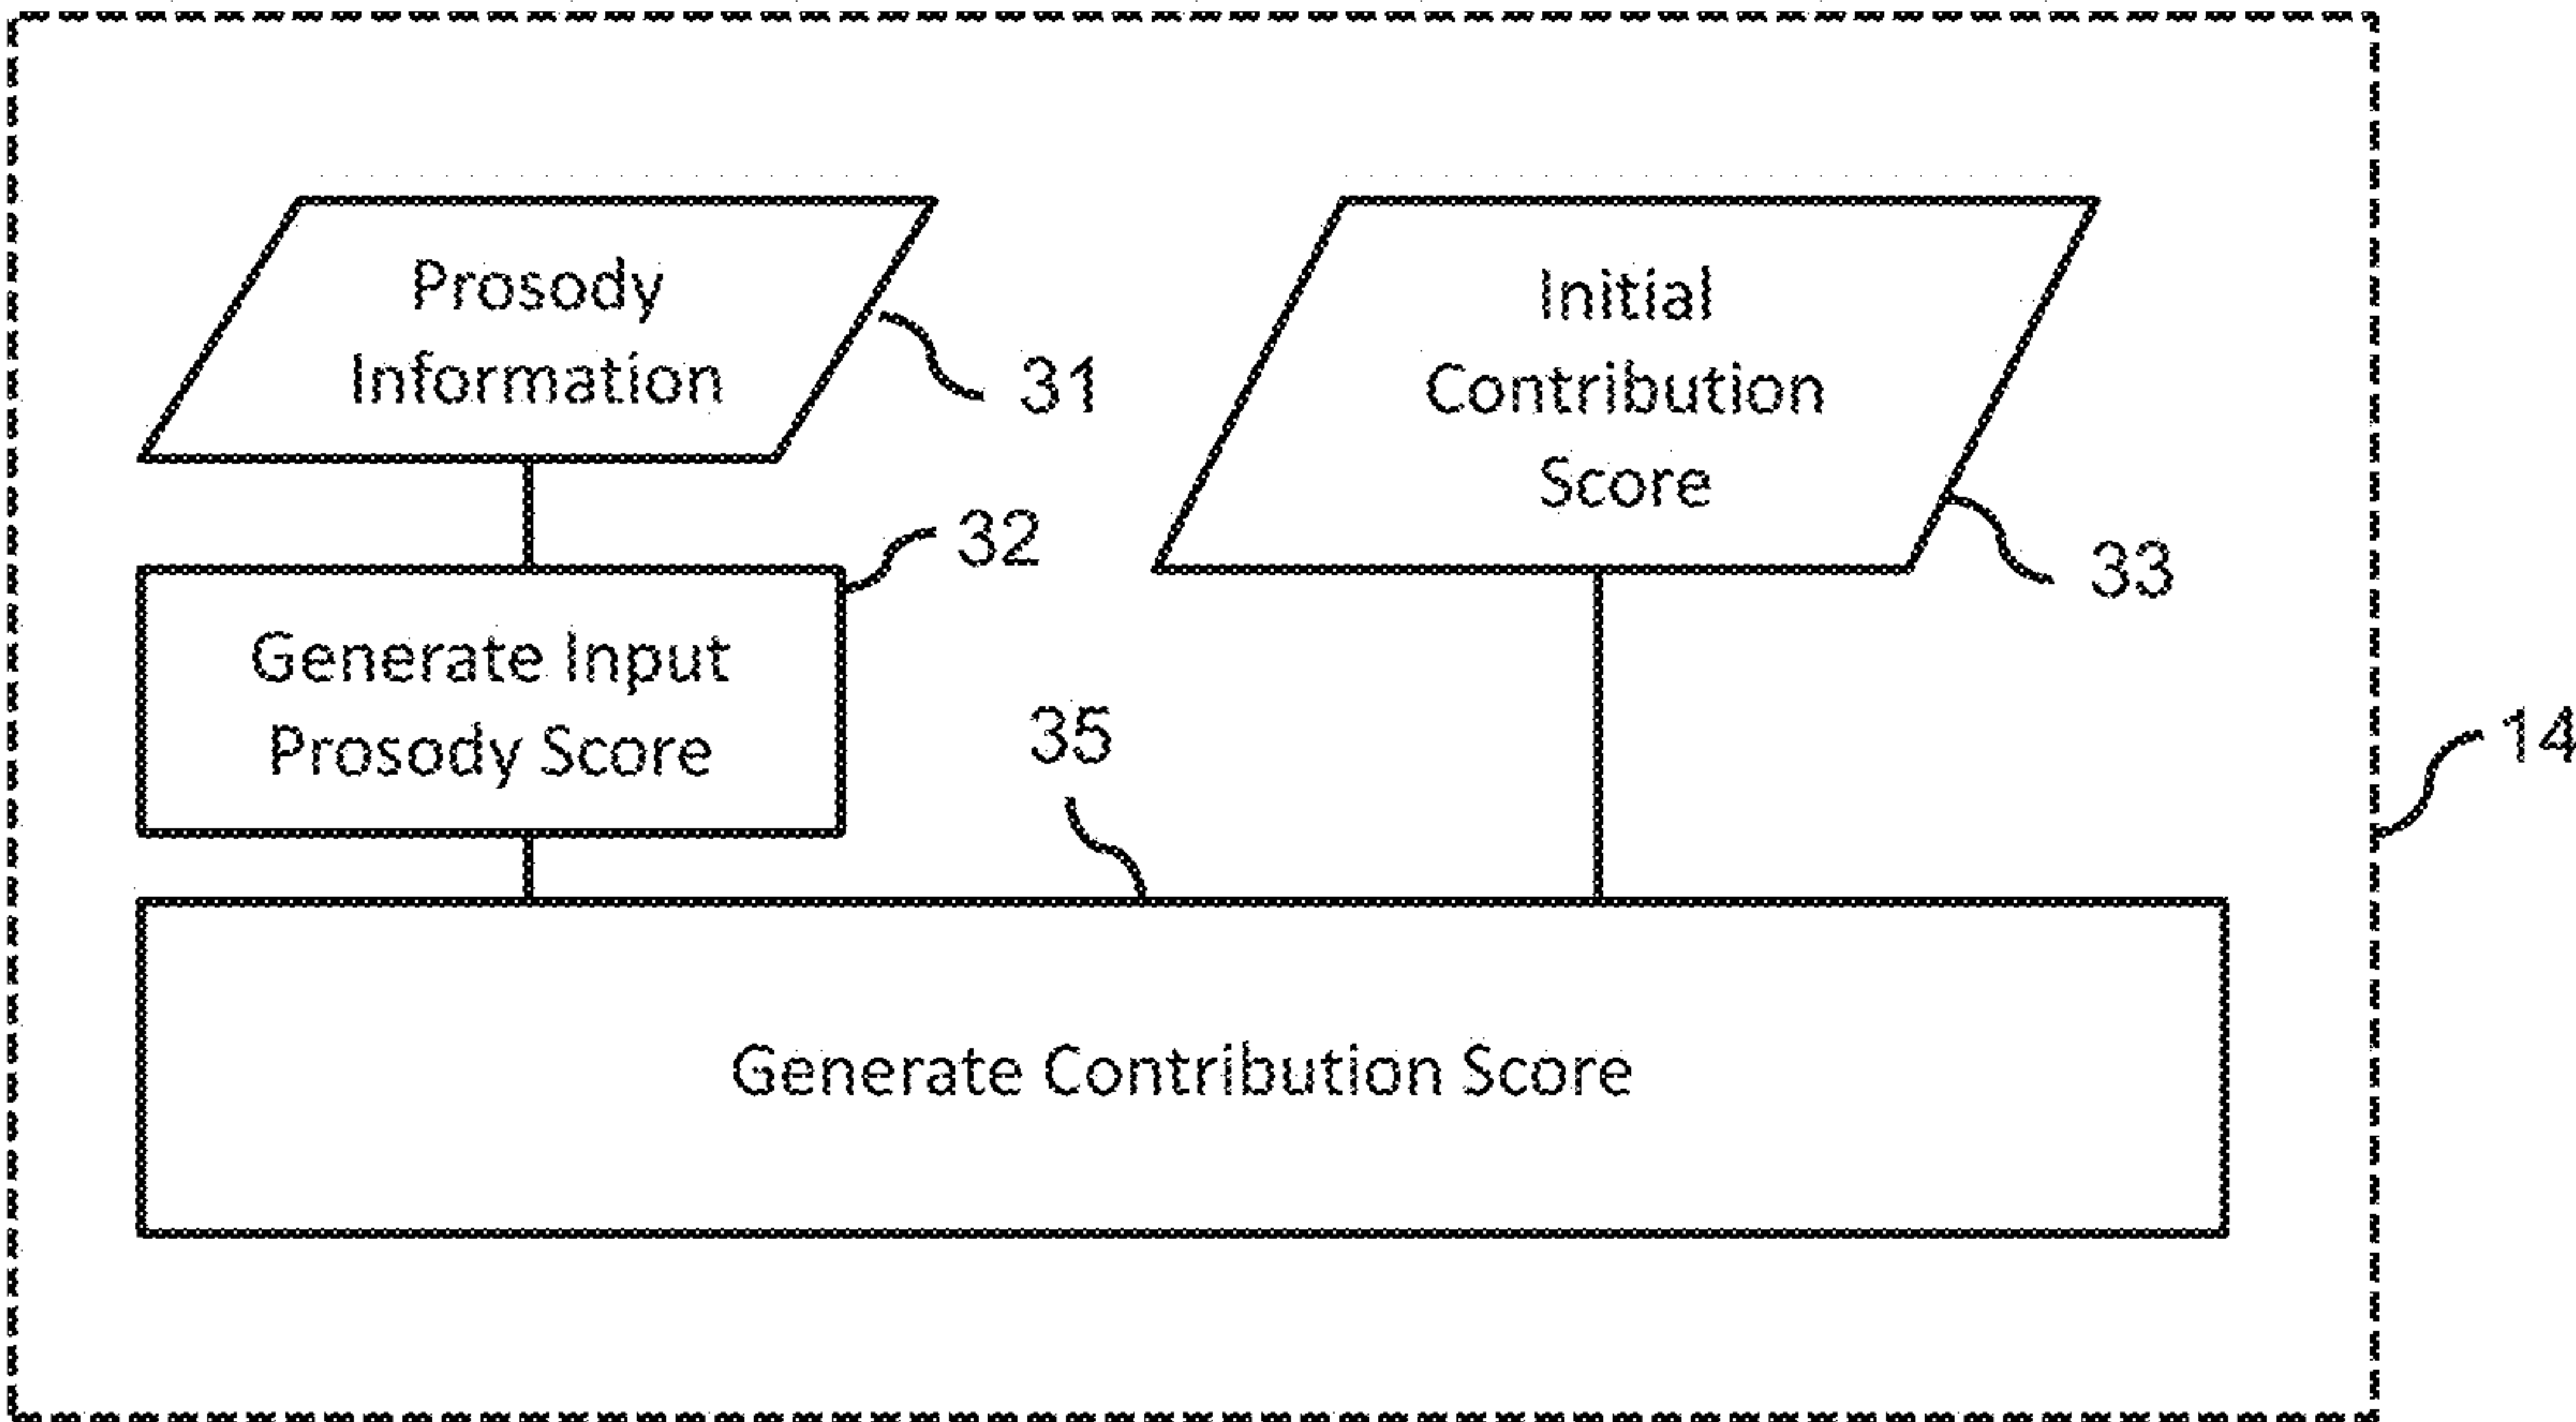 Prosody
Information
31
Initial
Contribution
Score
33
32
Generate Input
Prosody Score
35
14
Generate Contribution Score